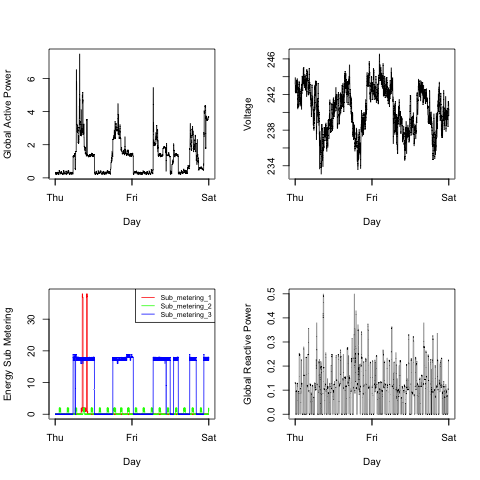 Global Active Power
0 2 4 6
Thu Fri Sat
Day
Voltage
234 238 242 246
Thu Fri Sat
Day
Energy Sub Metering
0 10 20 30
Sub_metering_1
Sub_metering_2
Sub_metering_3
Thu Fri Sat
Day
Global Reactive Power
0.0 0.1 0.2 0.3 0.4 0.5
Thu Fri Sat
Day